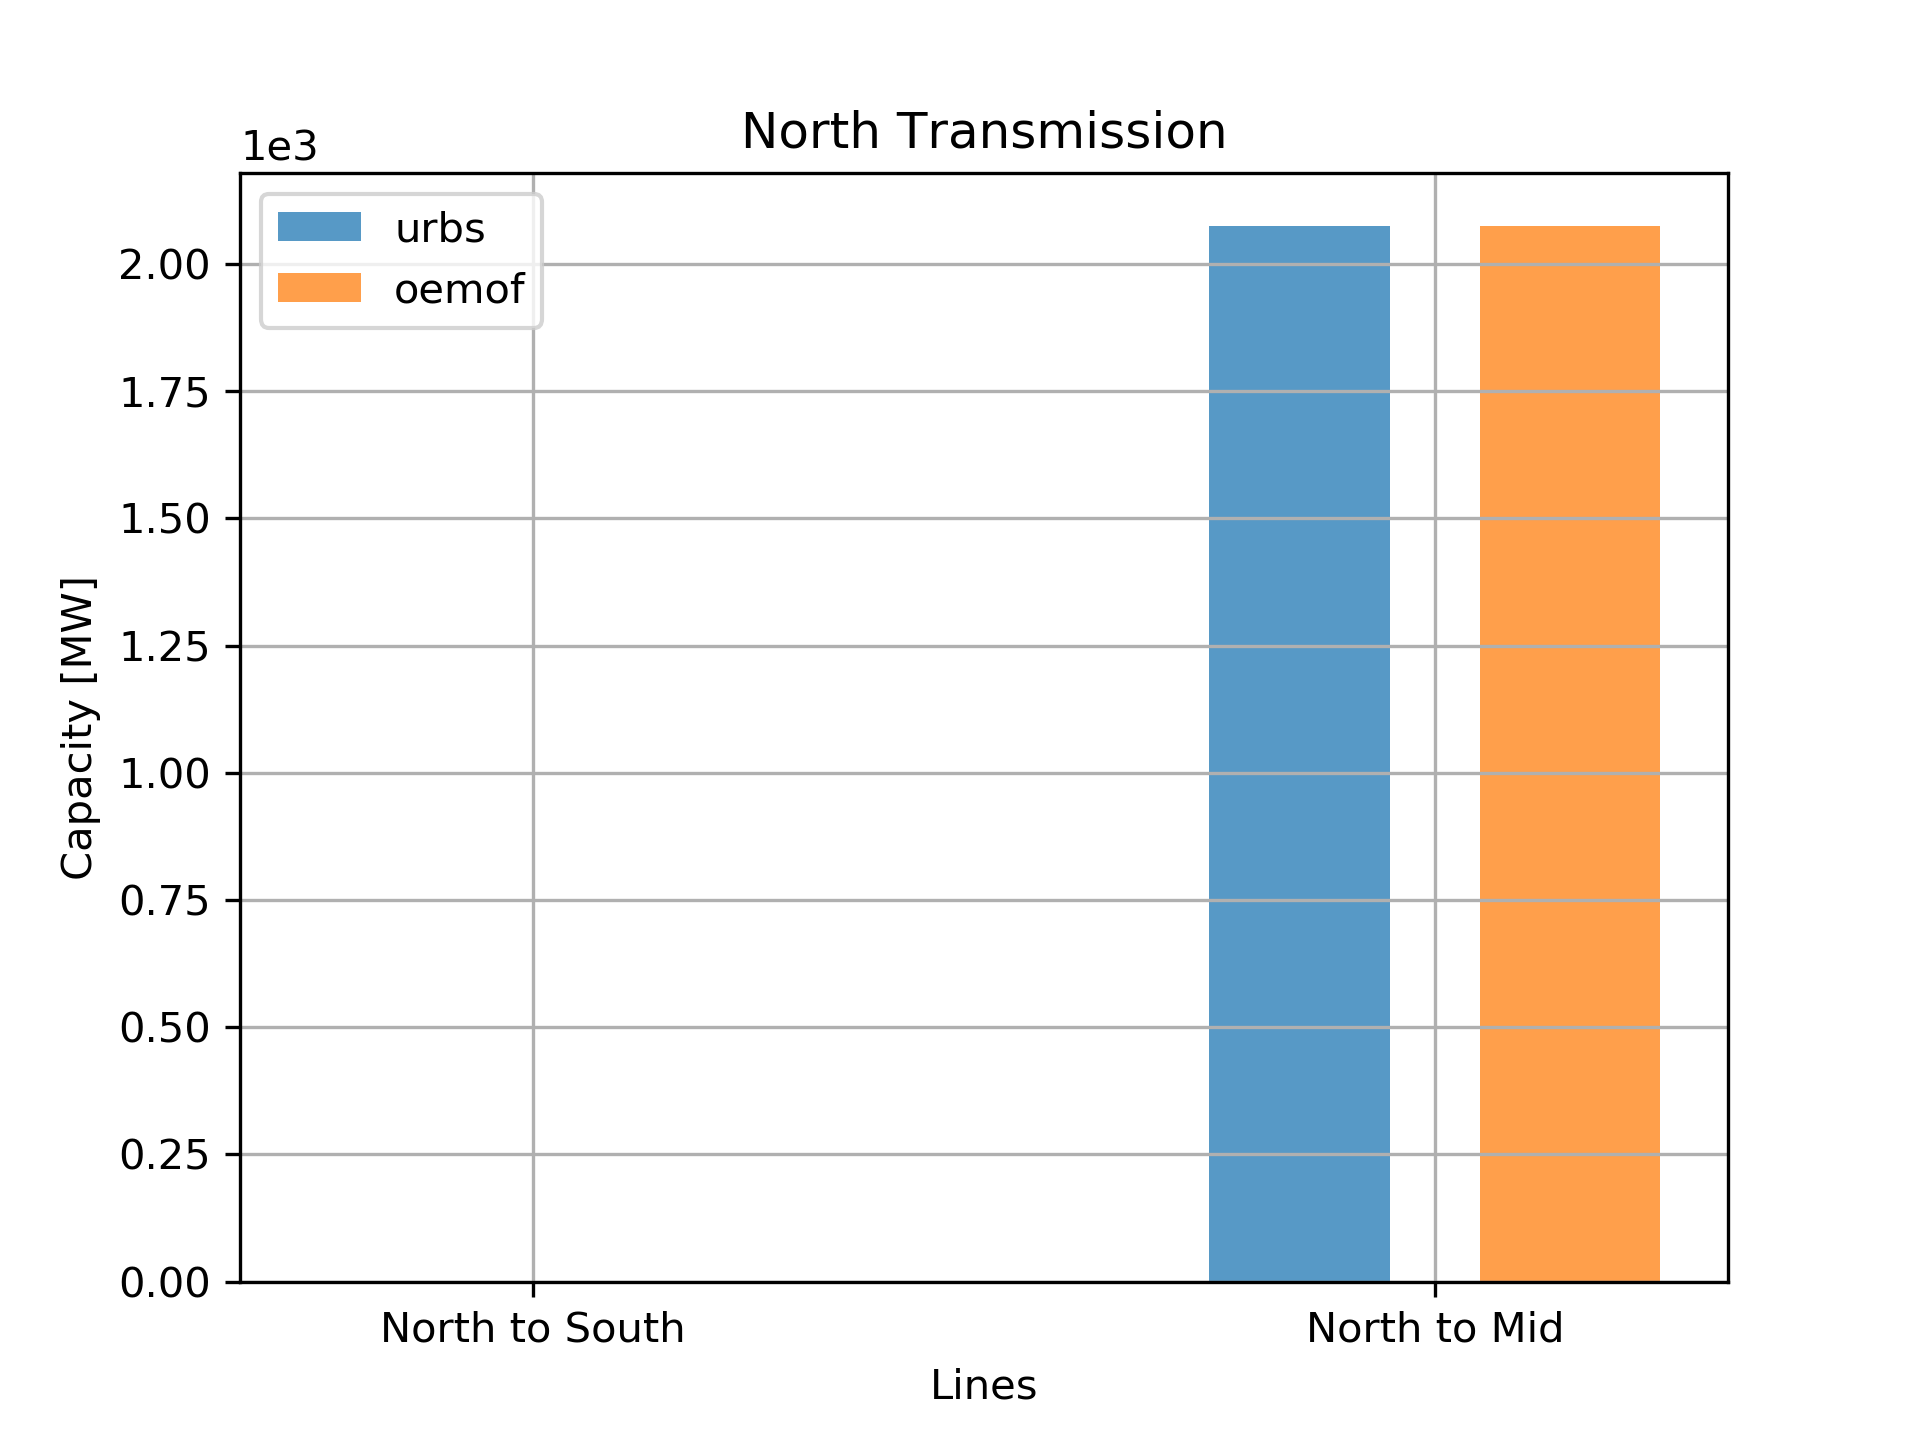 North Transmission
1e3
urbs
oemof
2.00
1.75
1.50
1.25
1.00
0.75
0.50
0.25
0.00
Capacity [MW]
North to South
North to Mid
Lines